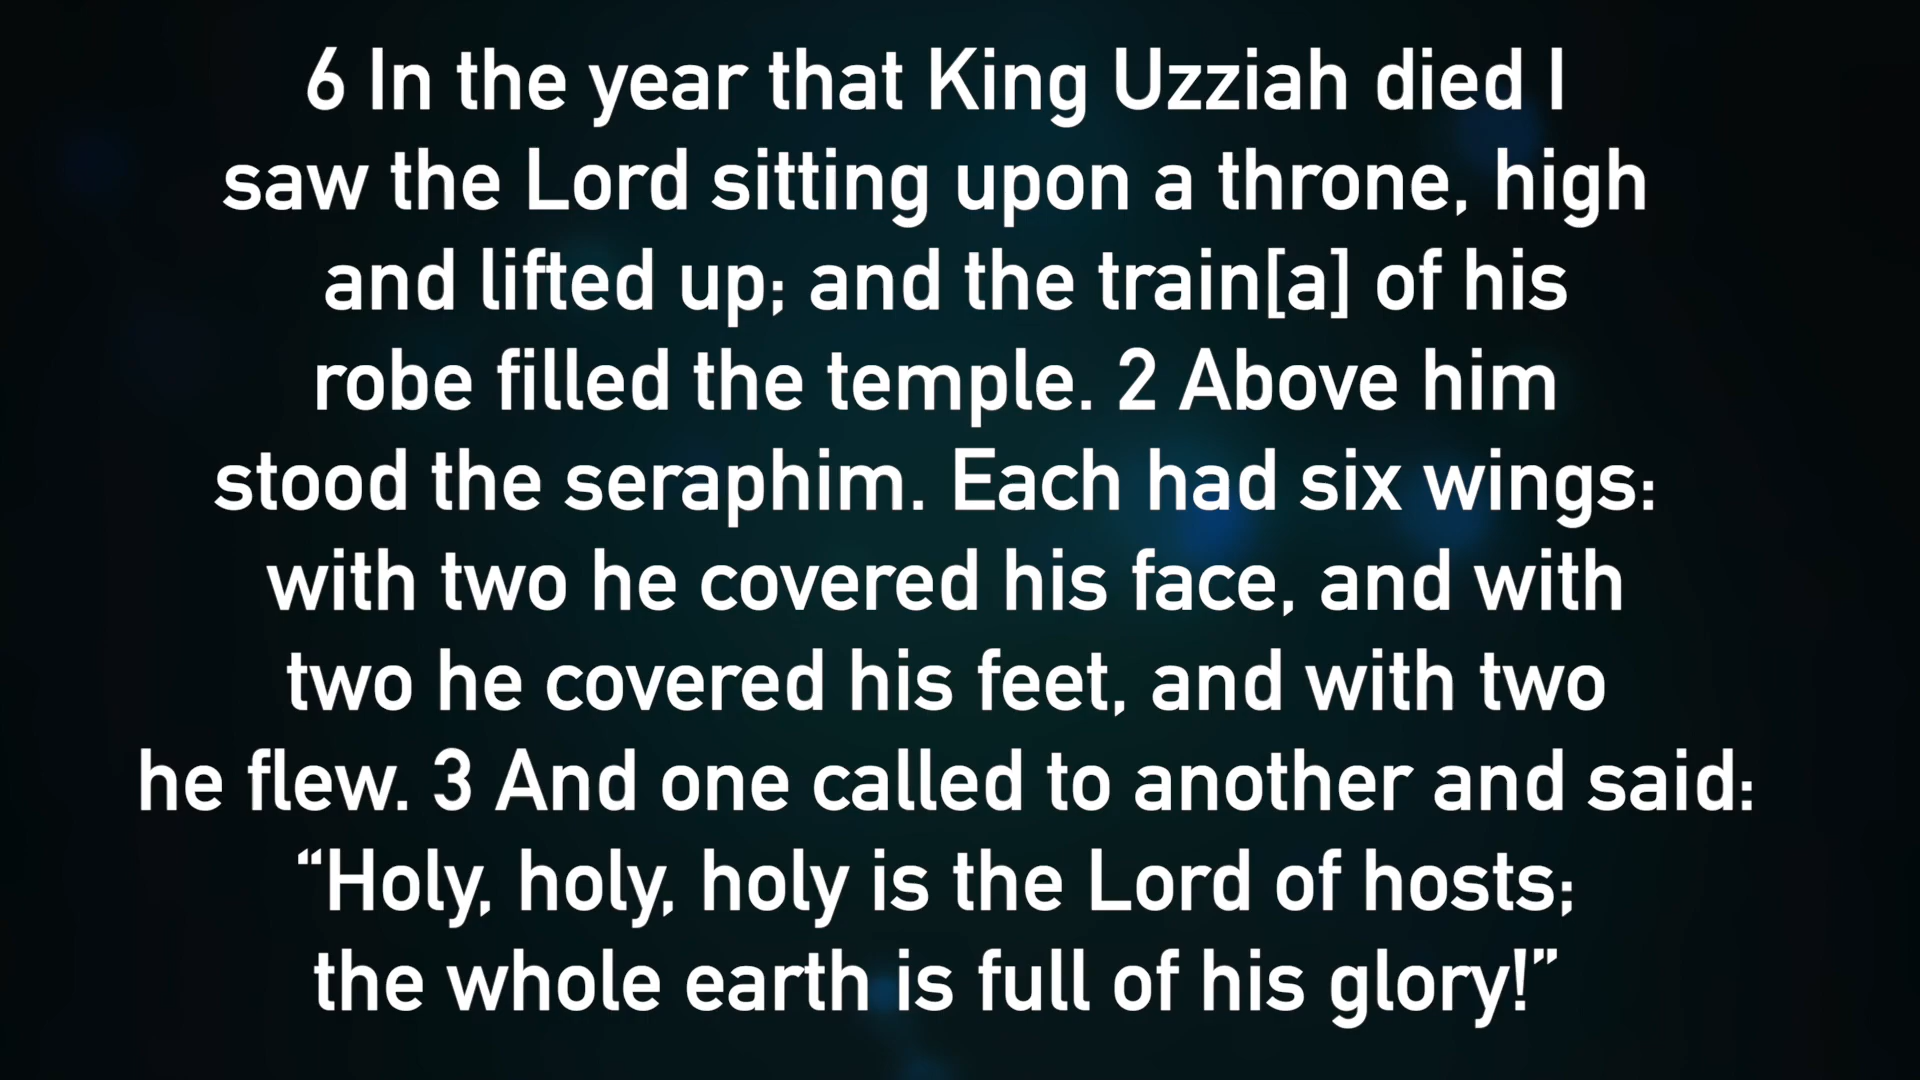 6 In the year that King Uzziah died I
saw the Lord sitting upon a throne, high
and lifted up; and the train[a] of his
robe filled the temple. 2 Above him
stood the seraphim. Each had six wings:
with two he covered his face, and with
two he covered his feet, and with two
he flew. 3 And one called to another and said:
“Holy, holy, holy is the Lord of hosts;
the whole earth is full of his glory!”